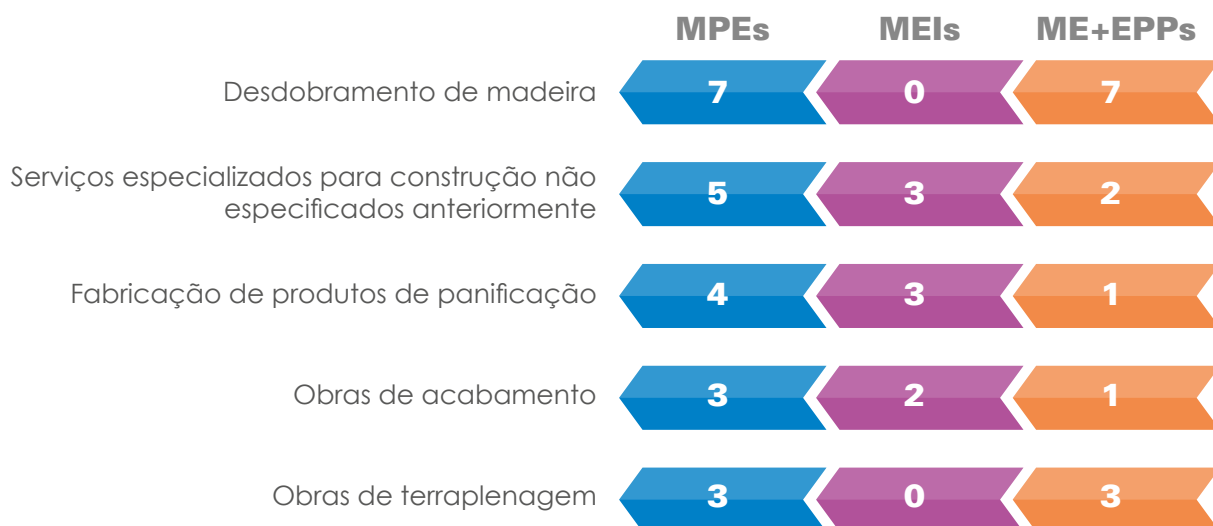 MPEs MEIs ME+EPPs
Desdobramento de madeira 7 0 7
Serviços especializados para construção não
especificados anteriormente 5 3 2
Fabricação de produtos de panificação 4 3 1
Obras de acabamento 3 2 1
Obras de terraplenagem 3 0 3